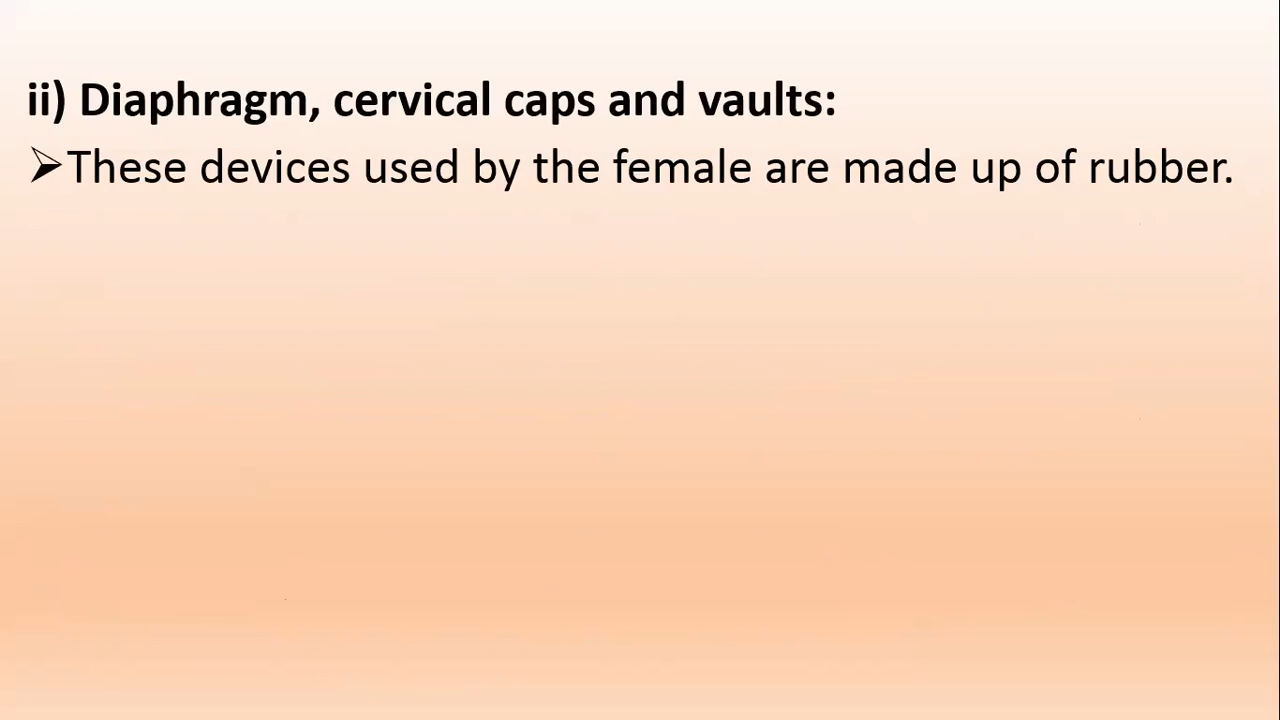 ii) Diaphragm, cervical caps and vaults:
➢These devices used by the female are made up of rubber.